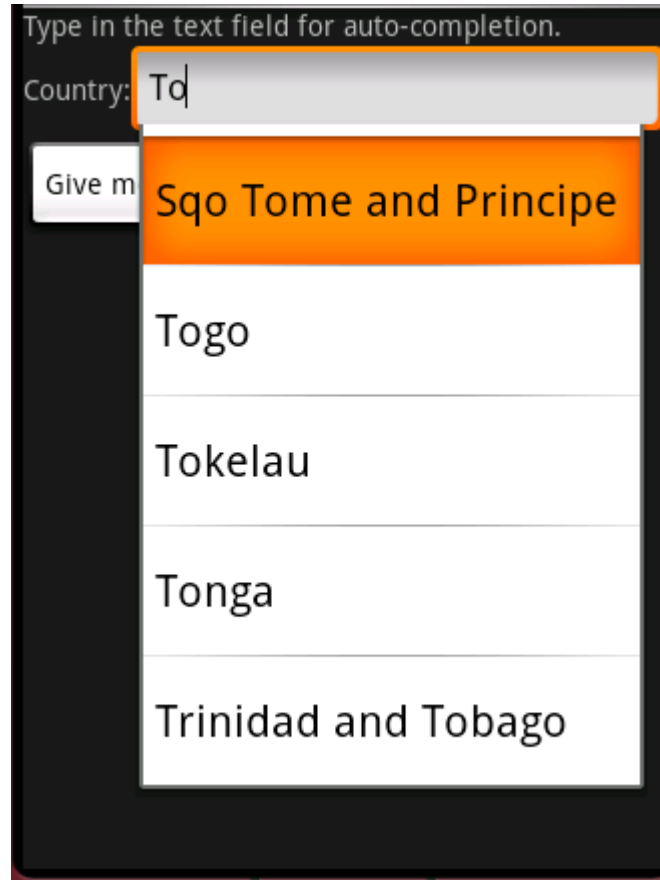 Type in the text field for auto-completion.
Country: To
Give m
Sqo Tome and Principe
Togo
Tokelau
Tonga
Trinidad and Tobago